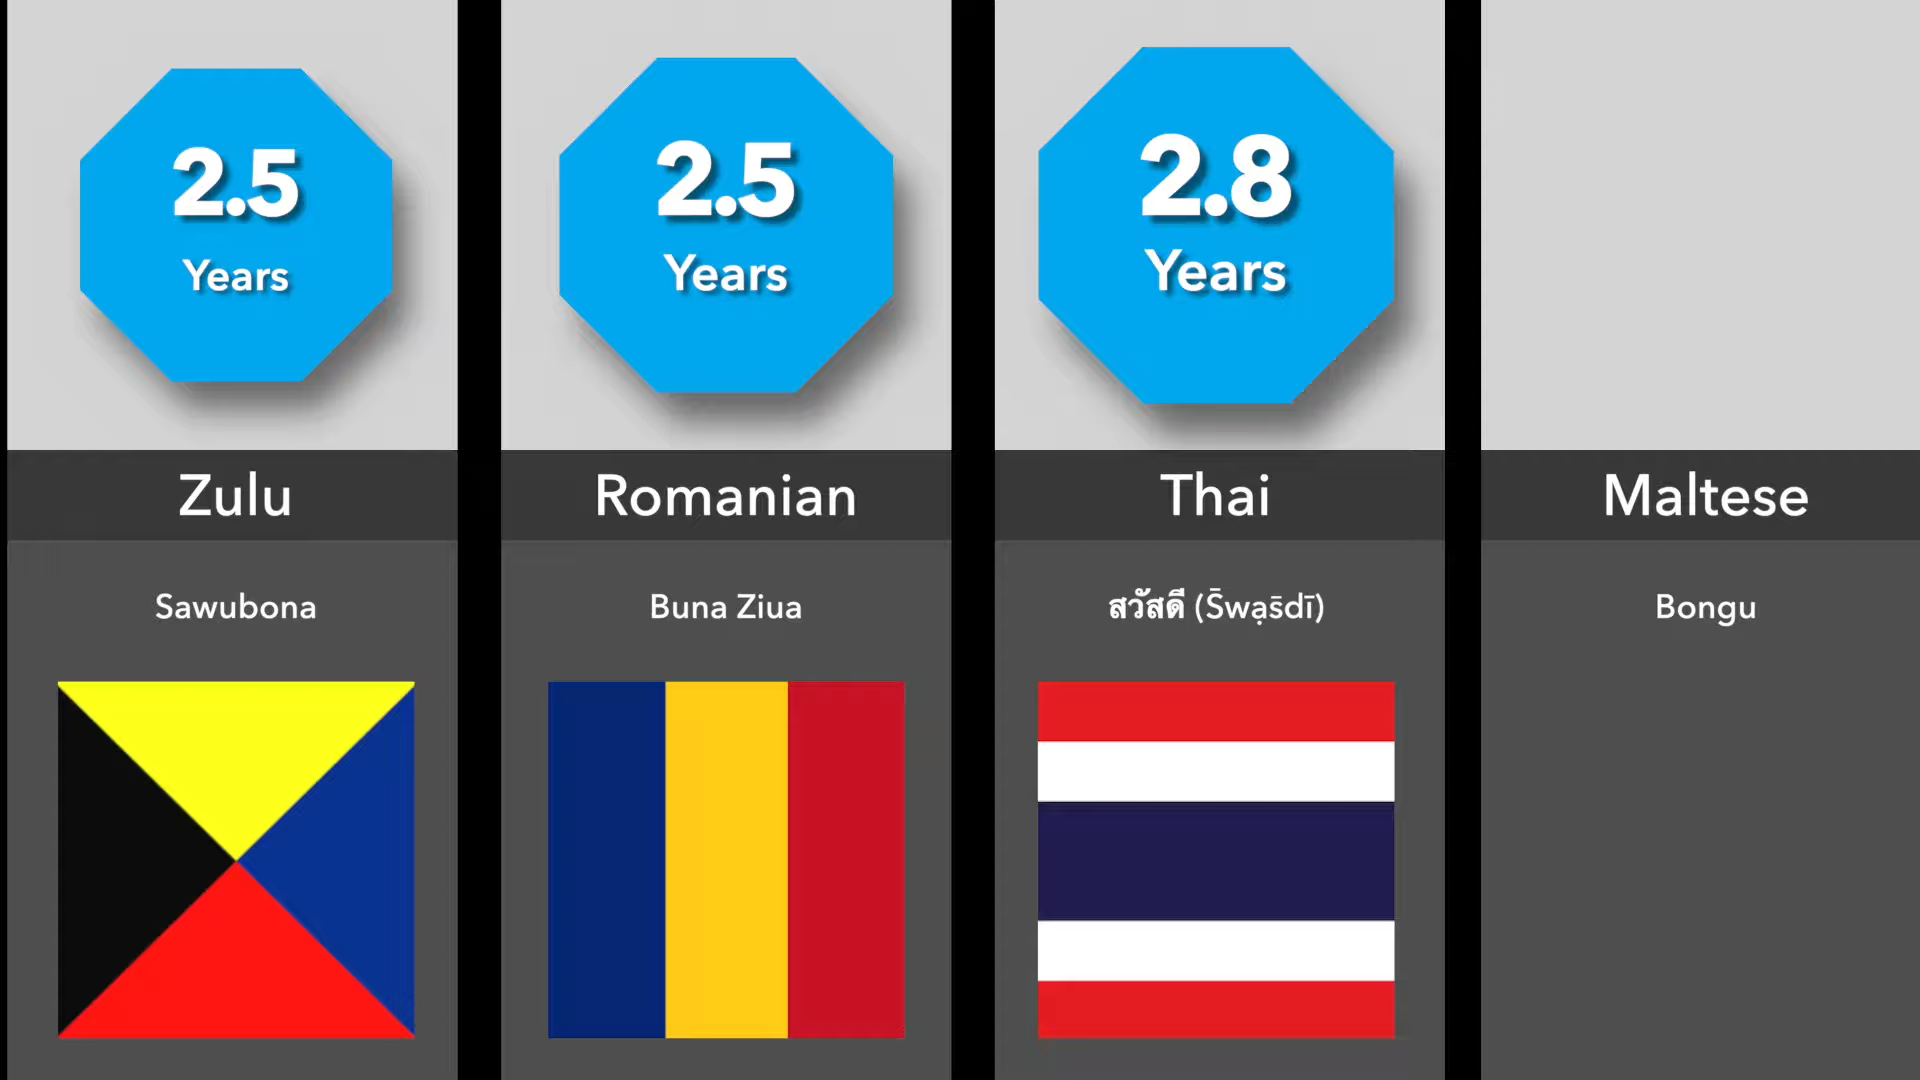 2.5
Years
Zulu
Sawubona
2.5
Years
Romanian
Buna Ziua
2.8
Years
Thai
สวัสดี (S̄wạs̄dī)
Maltese
Bongu